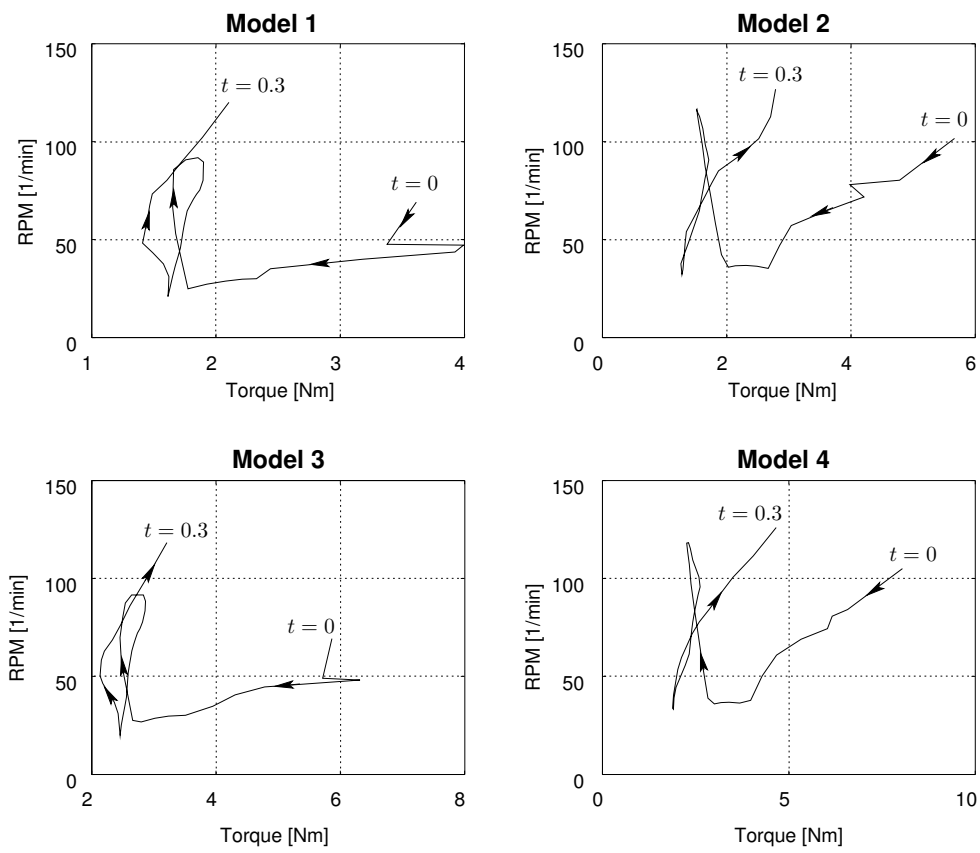 Model 1
150
100
50
0
RPM [1/min]
t = 0.3
t = 0
1 2 3 4
Torque [Nm]
Model 2
150
100
50
0
RPM [1/min]
t = 0.3
t = 0
0 2 4 6
Torque [Nm]
Model 3
150
100
50
0
RPM [1/min]
t = 0.3
t = 0
2 4 6 8
Torque [Nm]
Model 4
150
100
50
0
RPM [1/min]
t = 0.3
t = 0
0 5 10
Torque [Nm]